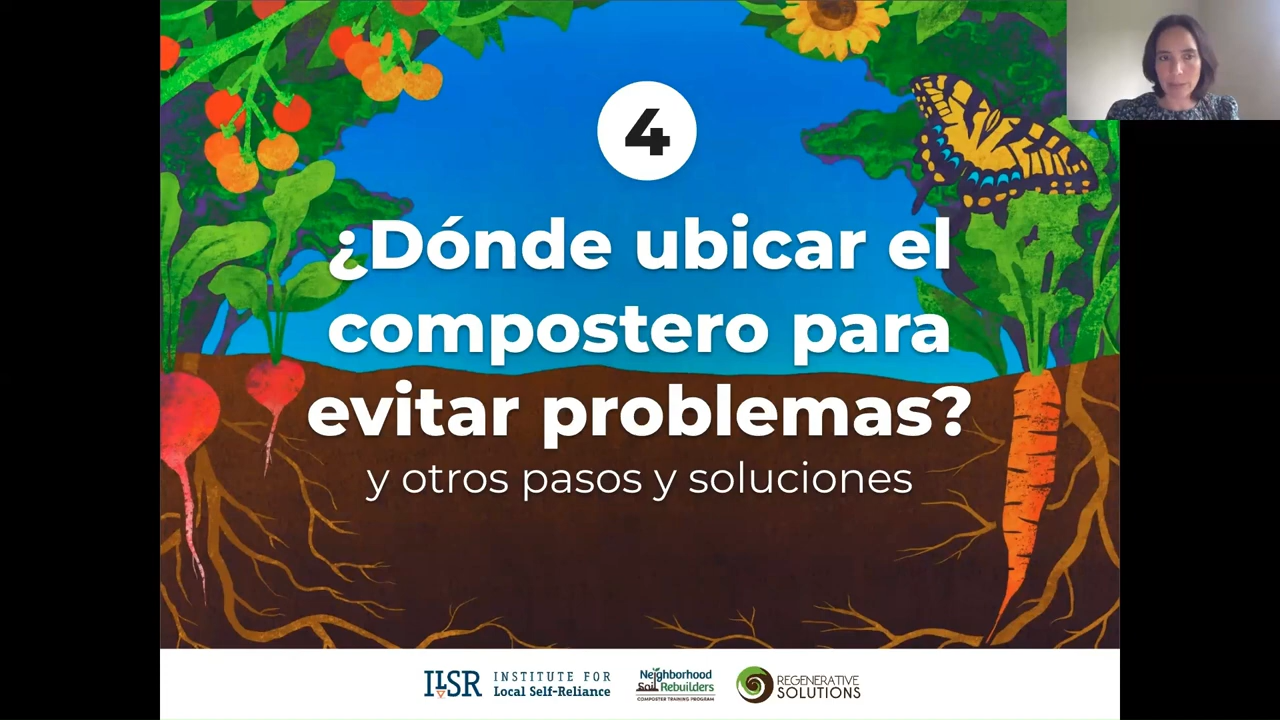 4
¿Dónde ubicar el
compostero para
evitar problemas?
y otros pasos y soluciones
ILSR
INSTITUTE FOR
Local Self-Reliance
Neighborhood
Soil Rebuilders
COMPOSTER TRAINING PROGRAM
REGENERATIVE
SOLUTIONS